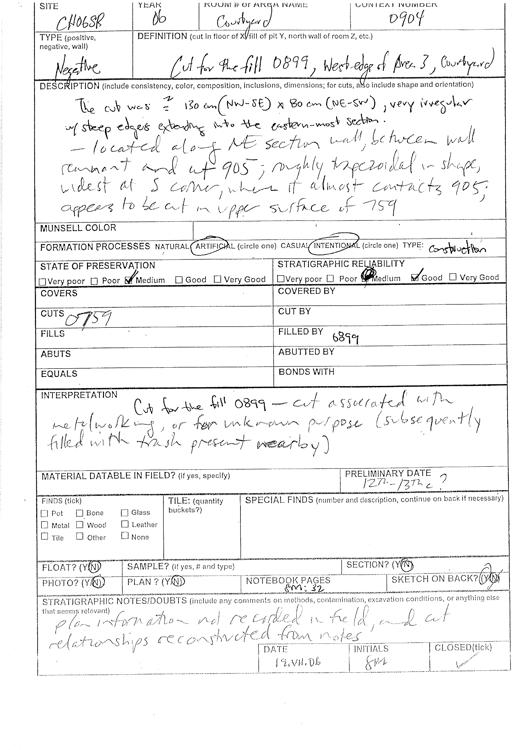 SITE YEAR ROOM # OF AREA NAME CONTEXT NUMBER
CH06SR 06 Courtyard 0904
TYPE (positive, negative, wall) DEFINITION (cut in floor of X, fill of pit Y, north wall of room Z, etc.)
Negative Cut for the fill 0899, West edge of Area 3, Courtyard
DESCRIPTION (include consistency, color, composition, inclusions, dimensions; for cuts, also include shape and orientation)
The cut was ≈ 130 cm (NW-SE) x 80 cm (NE-SW), very irregular
w/ steep edges extending into the eastern-most section.
– located along NE section wall, between wall
remnant and cut 905; roughly trapezoidal in shape,
widest at S corner, where it almost contacts 905;
appears to be cut in upper surface of 759
MUNSELL COLOR
FORMATION PROCESSES NATURAL ARTIFICIAL (circle one) CASUAL INTENTIONAL (circle one) TYPE: construction
STATE OF PRESERVATION STRATIGRAPHIC RELIABILITY
Very poor Poor Medium Good Very Good Very poor Poor Medium Good Very Good
COVERS COVERED BY
CUTS 0759 CUT BY
FILLS FILLED BY 0899
ABUTS ABUTTED BY
EQUALS BONDS WITH
INTERPRETATION
Cut for the fill 0899 – cut associated with
metalworking, or for unknown purpose (subsequently
filled with trash present nearby)
MATERIAL DATABLE IN FIELD? (if yes, specify) PRELIMINARY DATE
12th-13th c ?
FINDS (tick) TILE: (quantity buckets?) SPECIAL FINDS (number and description, continue on back if necessary)
Pot Bone Glass
Metal Wood Leather
Tile Other None
FLOAT? (Y/N) SAMPLE? (if yes, # and type) SECTION? (Y/N)
PHOTO? (Y/N) PLAN ? (Y/N) NOTEBOOK PAGES SM: 32 SKETCH ON BACK? (Y/N)
STRATIGRAPHIC NOTES/DOUBTS (include any comments on methods, contamination, excavation conditions, or anything else
that seems relevant)
plan information not recorded in field, and cut
relationships reconstructed from notes
DATE INITIALS CLOSED(tick)
19.VII.06 SM